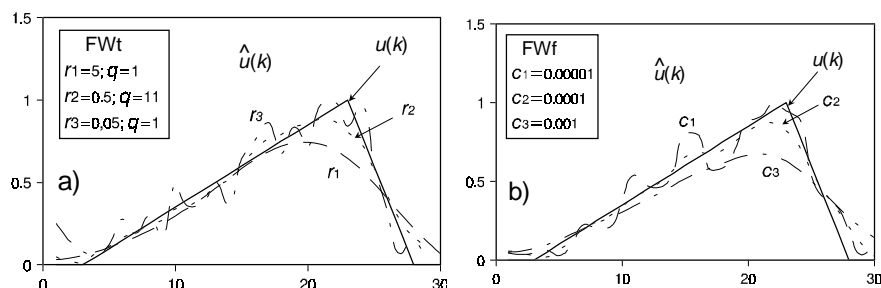 1.5
FWt
r1=5; q=1
r2=0.5; q=11
r3=0,05; q=1
û(k)
u(k)
1
r3
r2
0.5
a)
r1
0
0
10
20
30
1.5
FWf
c1=0.00001
c2=0.0001
c3=0.001
û(k)
u(k)
1
c1
c2
0.5
b)
c3
0
0
10
20
30